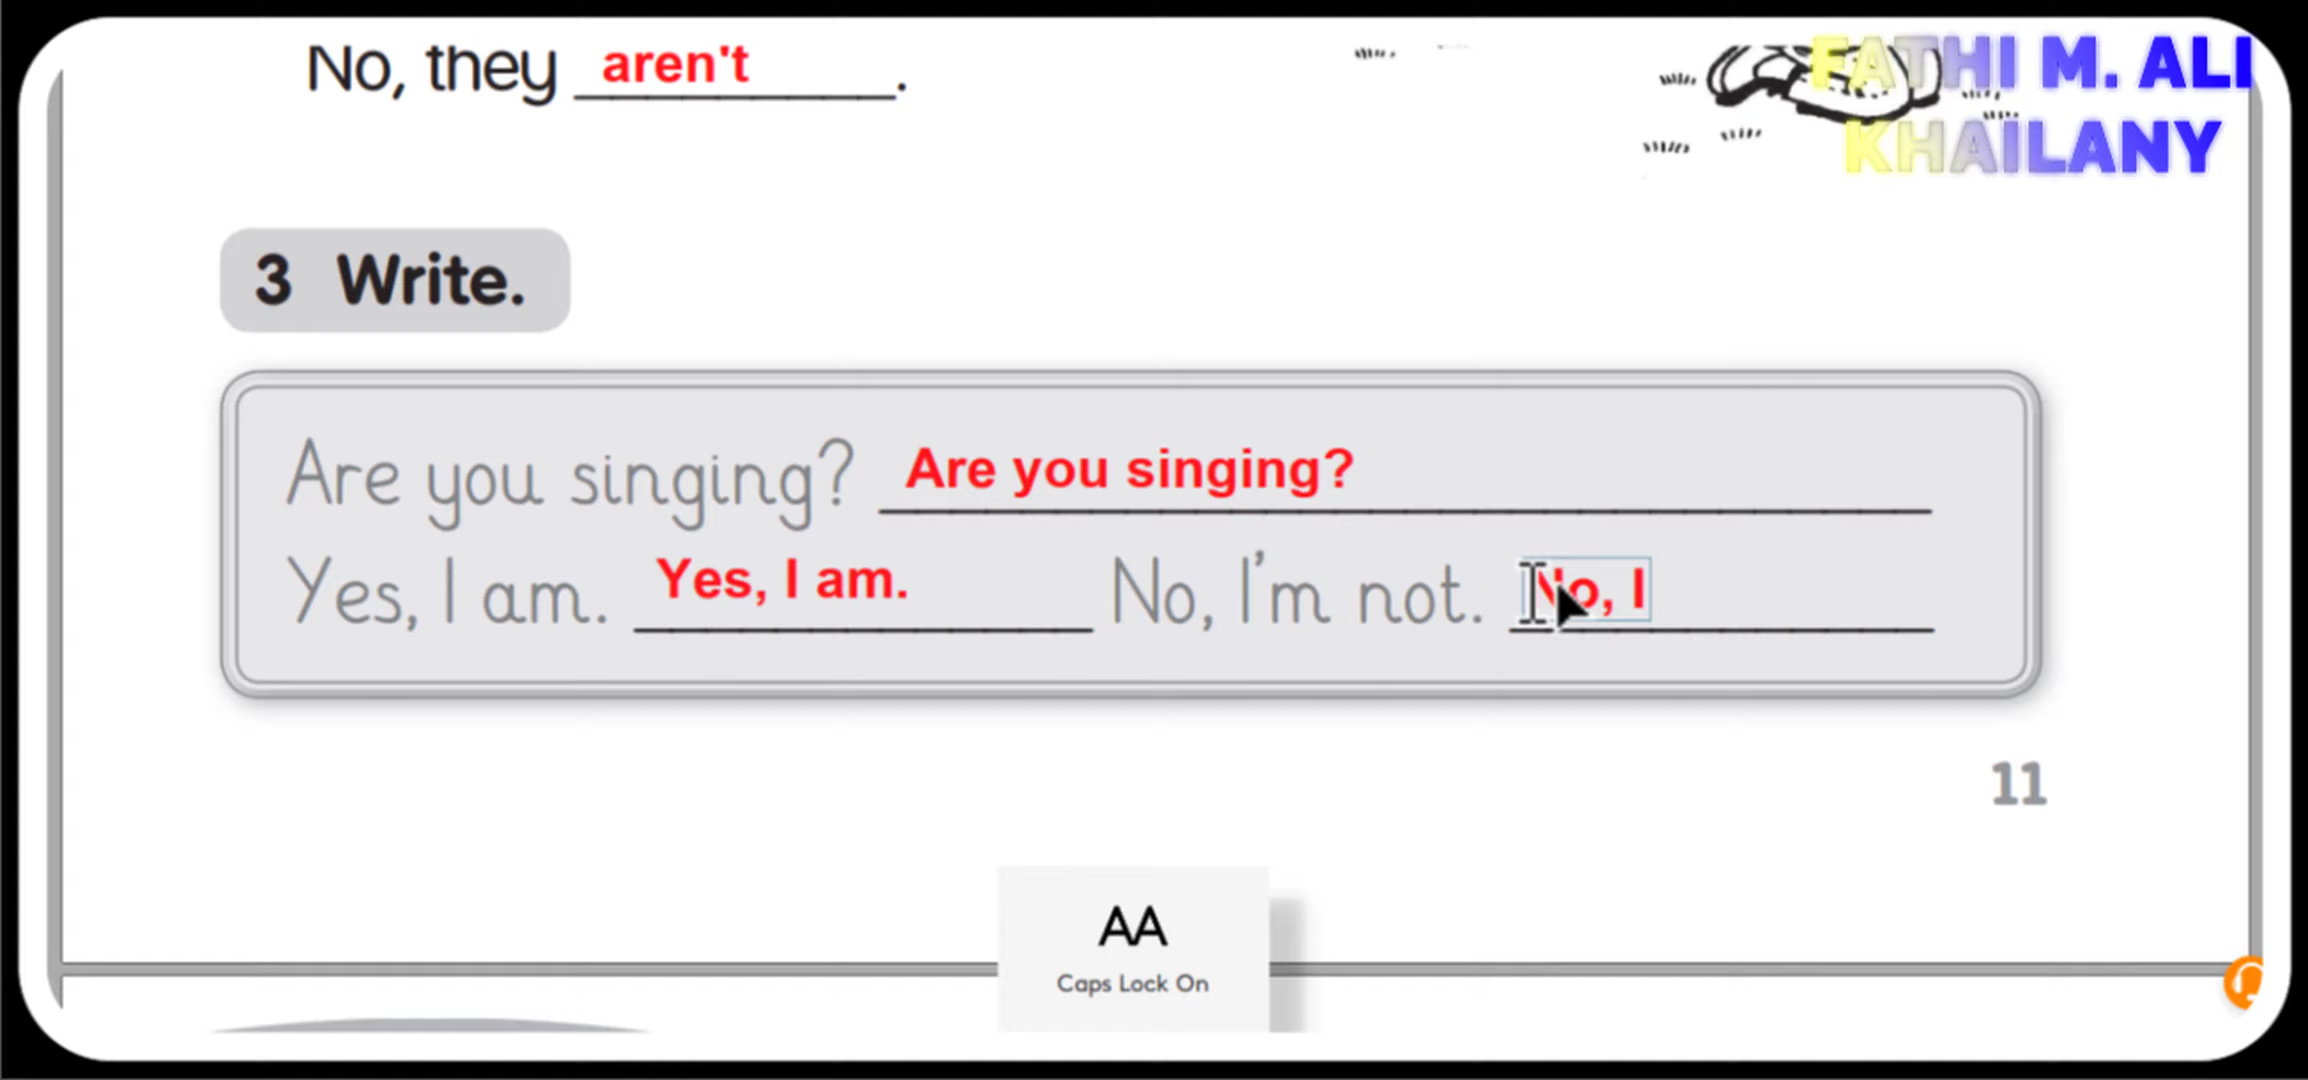 No, they aren't.
FATHI M. ALI
KHAILANY
3 Write.
Are you singing? Are you singing?
Yes, I am. Yes, I am. No, I'm not. No, I
11
AA
Caps Lock On